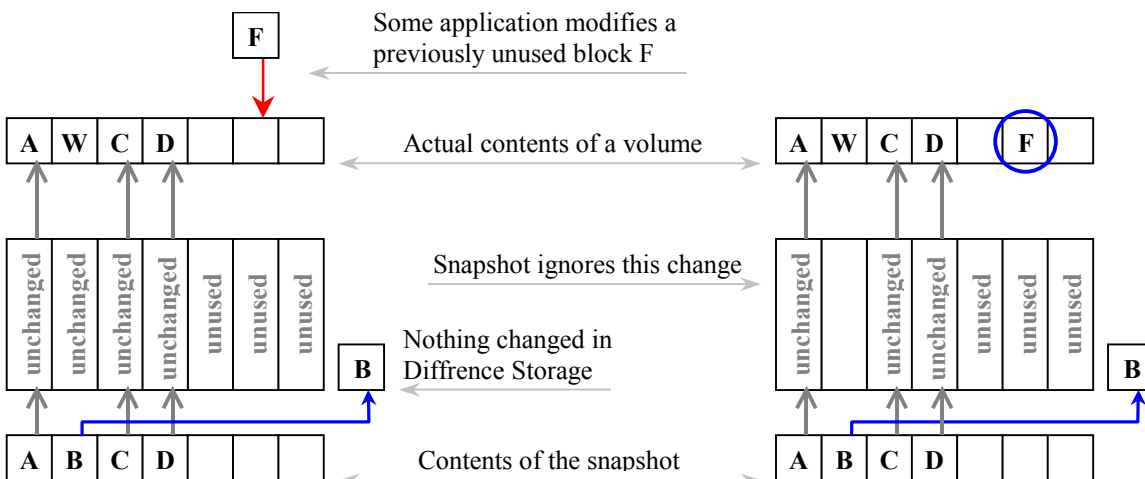 Some application modifies a
previously unused block F
F
A W C D
Actual contents of a volume
A W C D F
unchanged unchanged unchanged unchanged unused unused unused
Snapshot ignores this change
unchanged unchanged unchanged unused unused unused
Nothing changed in
Diffrence Storage
B
B
A B C D
Contents of the snapshot
A B C D